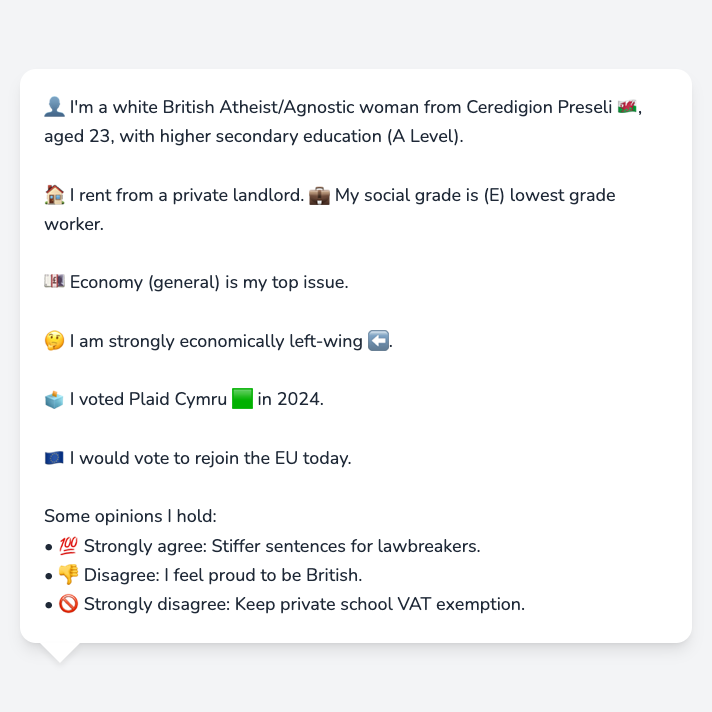 👤 I'm a white British Atheist/Agnostic woman from Ceredigion Preseli 🏴󠁧󠁢󠁷󠁬󠁳󠁿,
aged 23, with higher secondary education (A Level).
🏠 I rent from a private landlord. 💼 My social grade is (E) lowest grade
worker.
💷 Economy (general) is my top issue.
🤔 I am strongly economically left-wing ⬅️.
🗳️ I voted Plaid Cymru 🟩 in 2024.
🇪🇺 I would vote to rejoin the EU today.
Some opinions I hold:
• 💯 Strongly agree: Stiffer sentences for lawbreakers.
• 👎 Disagree: I feel proud to be British.
• 🚫 Strongly disagree: Keep private school VAT exemption.